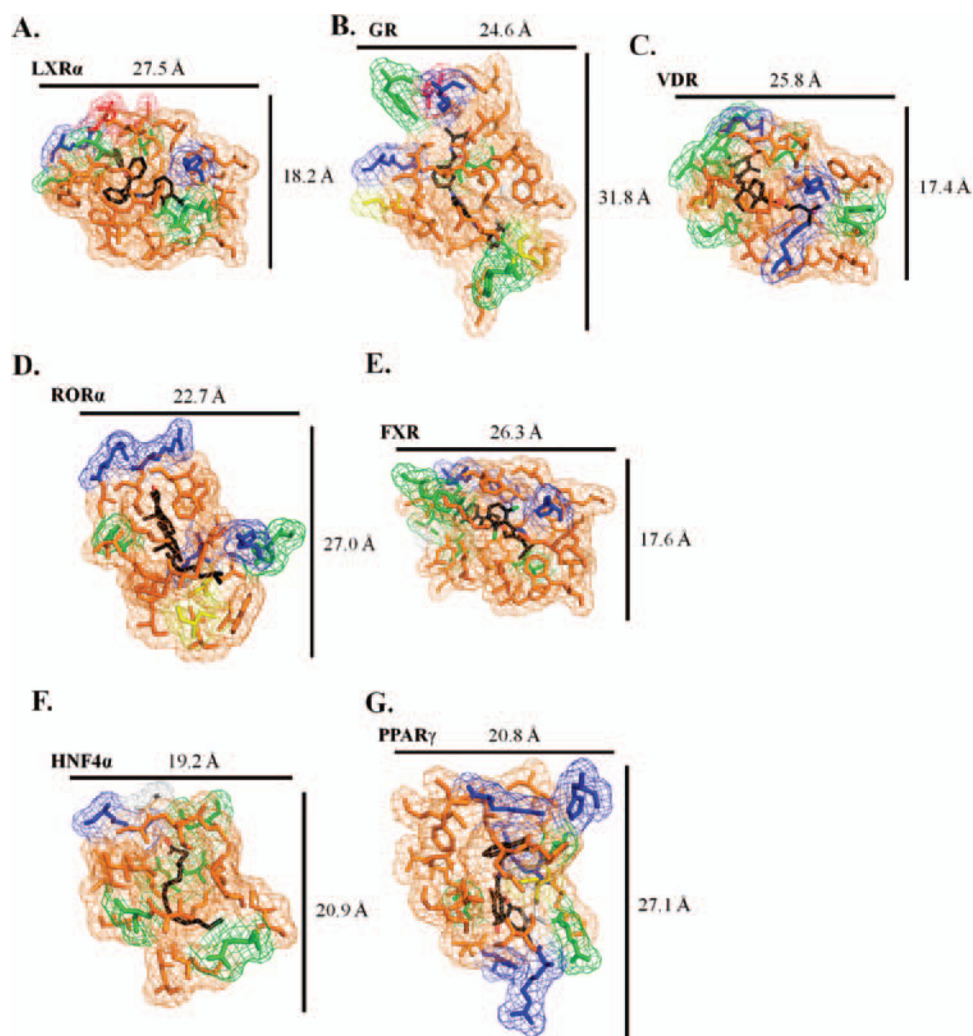 A.
LXRα 27.5 Å
18.2 Å
B.
GR 24.6 Å
31.8 Å
C.
VDR 25.8 Å
17.4 Å
D.
RORα 22.7 Å
27.0 Å
E.
FXR 26.3 Å
17.6 Å
F.
HNF4α 19.2 Å
20.9 Å
G.
PPARγ 20.8 Å
27.1 Å